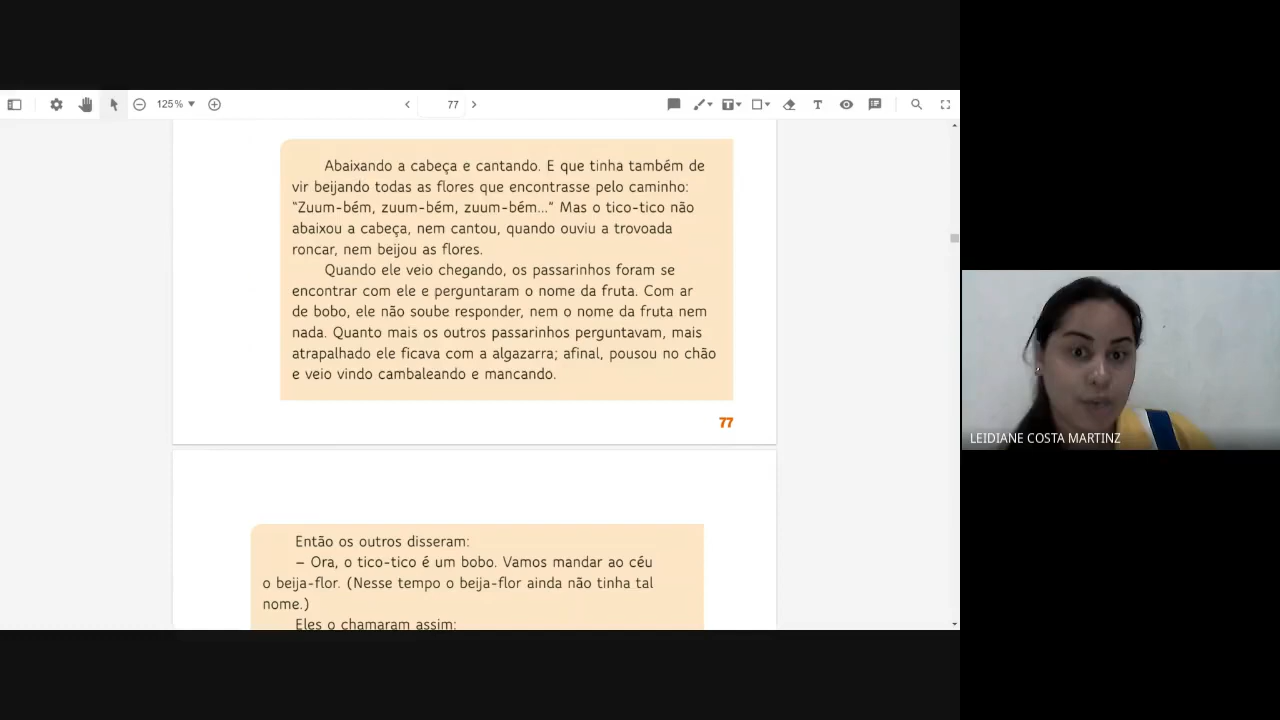 125%
77
Abaixando a cabeça e cantando. E que tinha também de
vir beijando todas as flores que encontrasse pelo caminho:
“Zuum-bém, zuum-bém, zuum-bém...” Mas o tico-tico não
abaixou a cabeça, nem cantou, quando ouviu a trovoada
roncar, nem beijou as flores.
Quando ele veio chegando, os passarinhos foram se
encontrar com ele e perguntaram o nome da fruta. Com ar
de bobo, ele não soube responder, nem o nome da fruta nem
nada. Quanto mais os outros passarinhos perguntavam, mais
atrapalhado ele ficava com a algazarra; afinal, pousou no chão
e veio vindo cambaleando e mancando.
77
Então os outros disseram:
– Ora, o tico-tico é um bobo. Vamos mandar ao céu
o beija-flor. (Nesse tempo o beija-flor ainda não tinha tal
nome.)
Eles o chamaram assim:
LEIDIANE COSTA MARTINZ